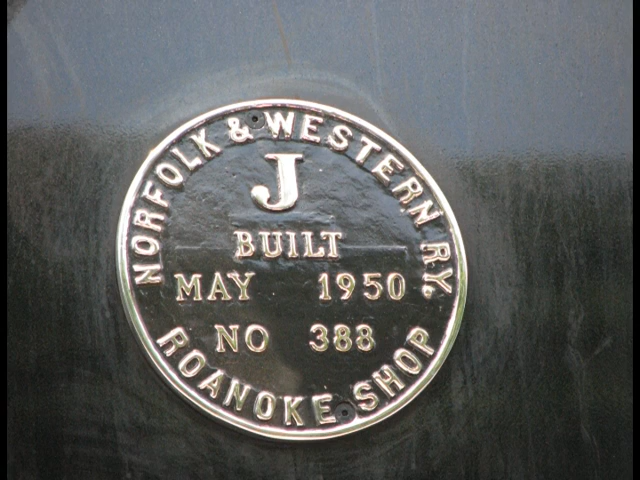 NORFOLK & WESTERN RY.
J
BUILT
MAY 1950
NO 388
ROANOKE SHOP